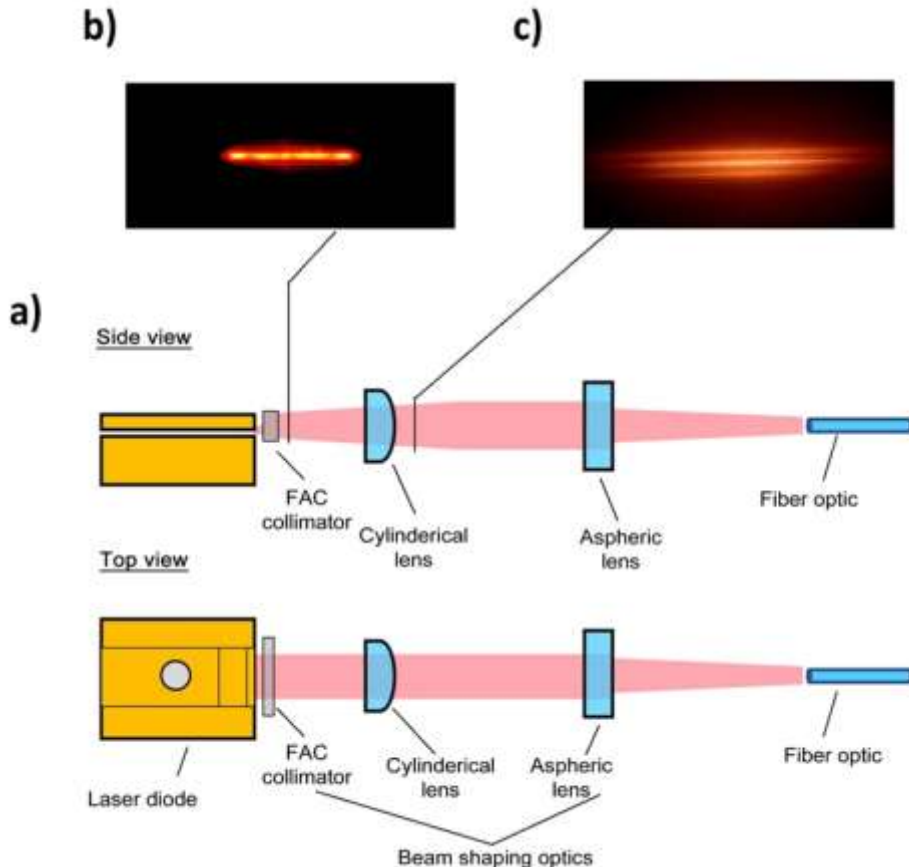 b)
c)
a)
Side view
FAC
collimator
Cylinderical
lens
Aspheric
lens
Fiber optic
Top view
Laser diode
FAC
collimator
Cylinderical
lens
Aspheric
lens
Fiber optic
Beam shaping optics